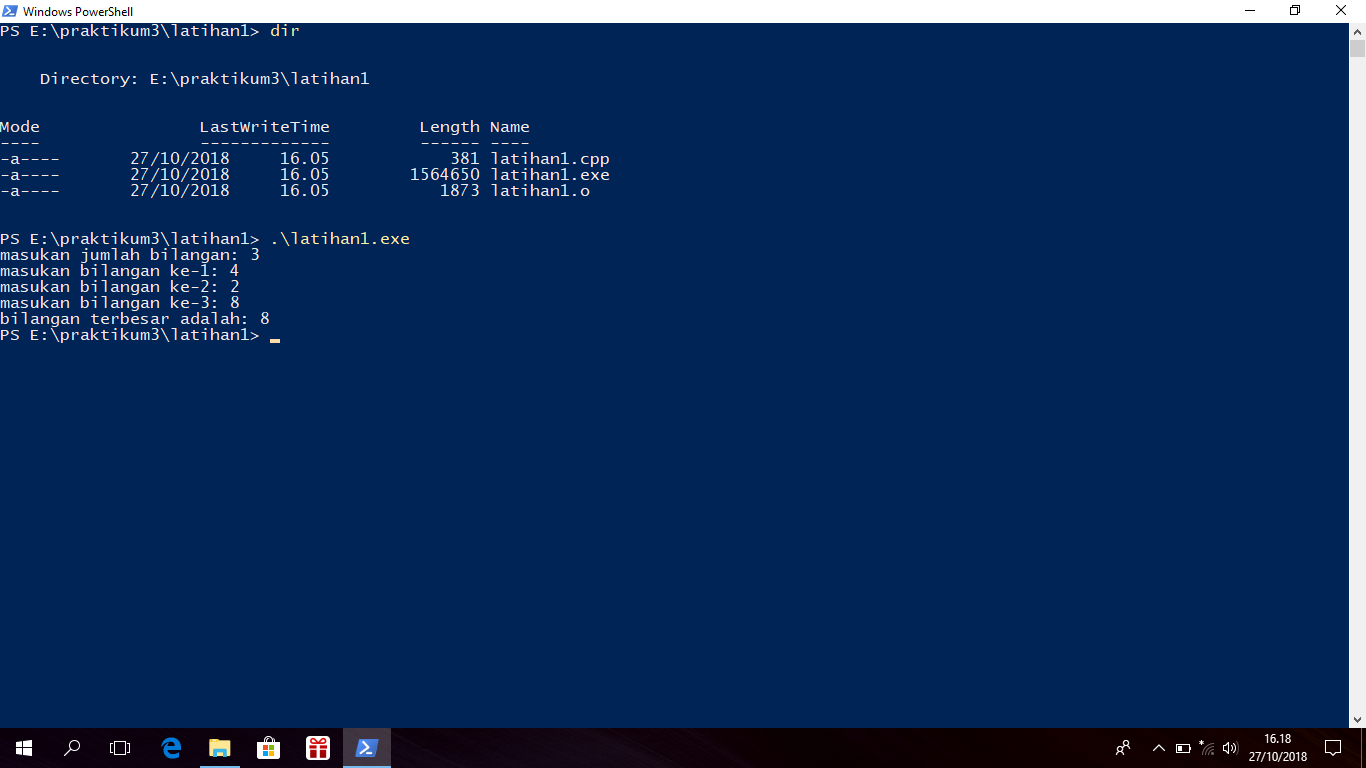 Windows PowerShell
PS E:\praktikum3\latihan1> dir
Directory: E:\praktikum3\latihan1
Mode                LastWriteTime         Length Name
----                -------------         ------ ----
-a----       27/10/2018     16.05            381 latihan1.cpp
-a----       27/10/2018     16.05        1564650 latihan1.exe
-a----       27/10/2018     16.05           1873 latihan1.o
PS E:\praktikum3\latihan1> .\latihan1.exe
masukan jumlah bilangan: 3
masukan bilangan ke-1: 4
masukan bilangan ke-2: 2
masukan bilangan ke-3: 8
bilangan terbesar adalah: 8
PS E:\praktikum3\latihan1> _
16.18
27/10/2018